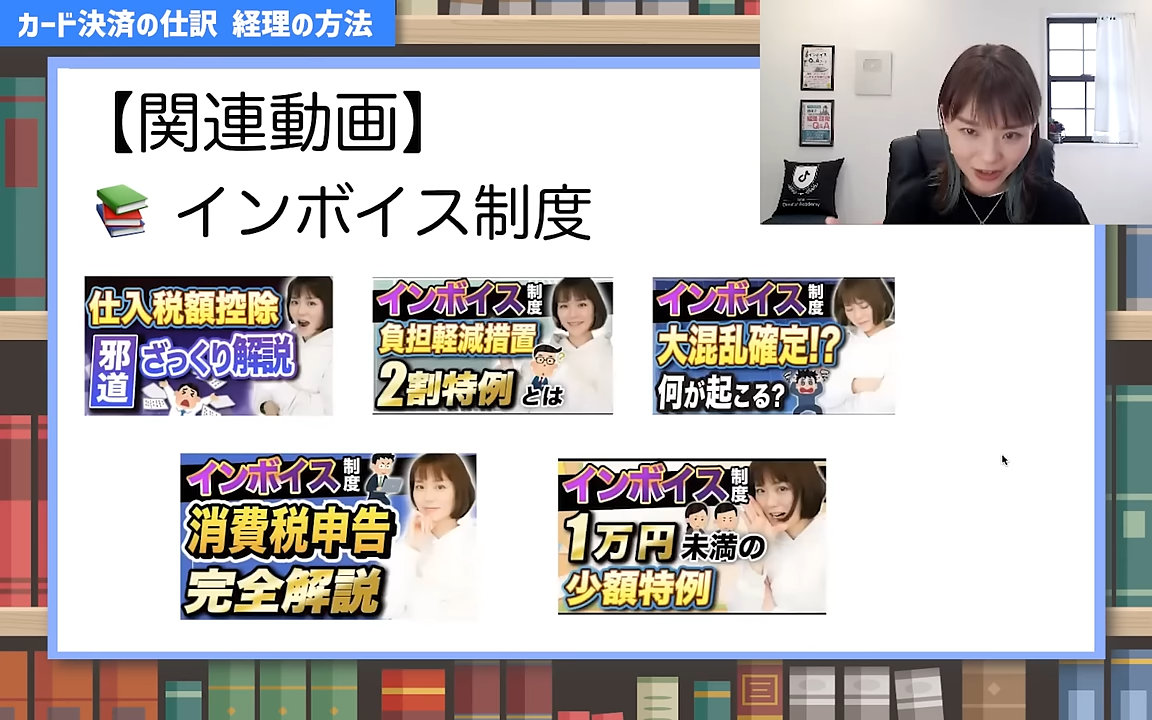 カード決済の仕訳 経理の方法
【関連動画】
インボイス制度
仕入税額控除
邪道
ざっくり解説
インボイス制度
負担軽減措置
2割特例とは
インボイス制度
大混乱確定!?
何が起こる?
インボイス制度
消費税申告
完全解説
インボイス制度
1万円未満の
少額特例